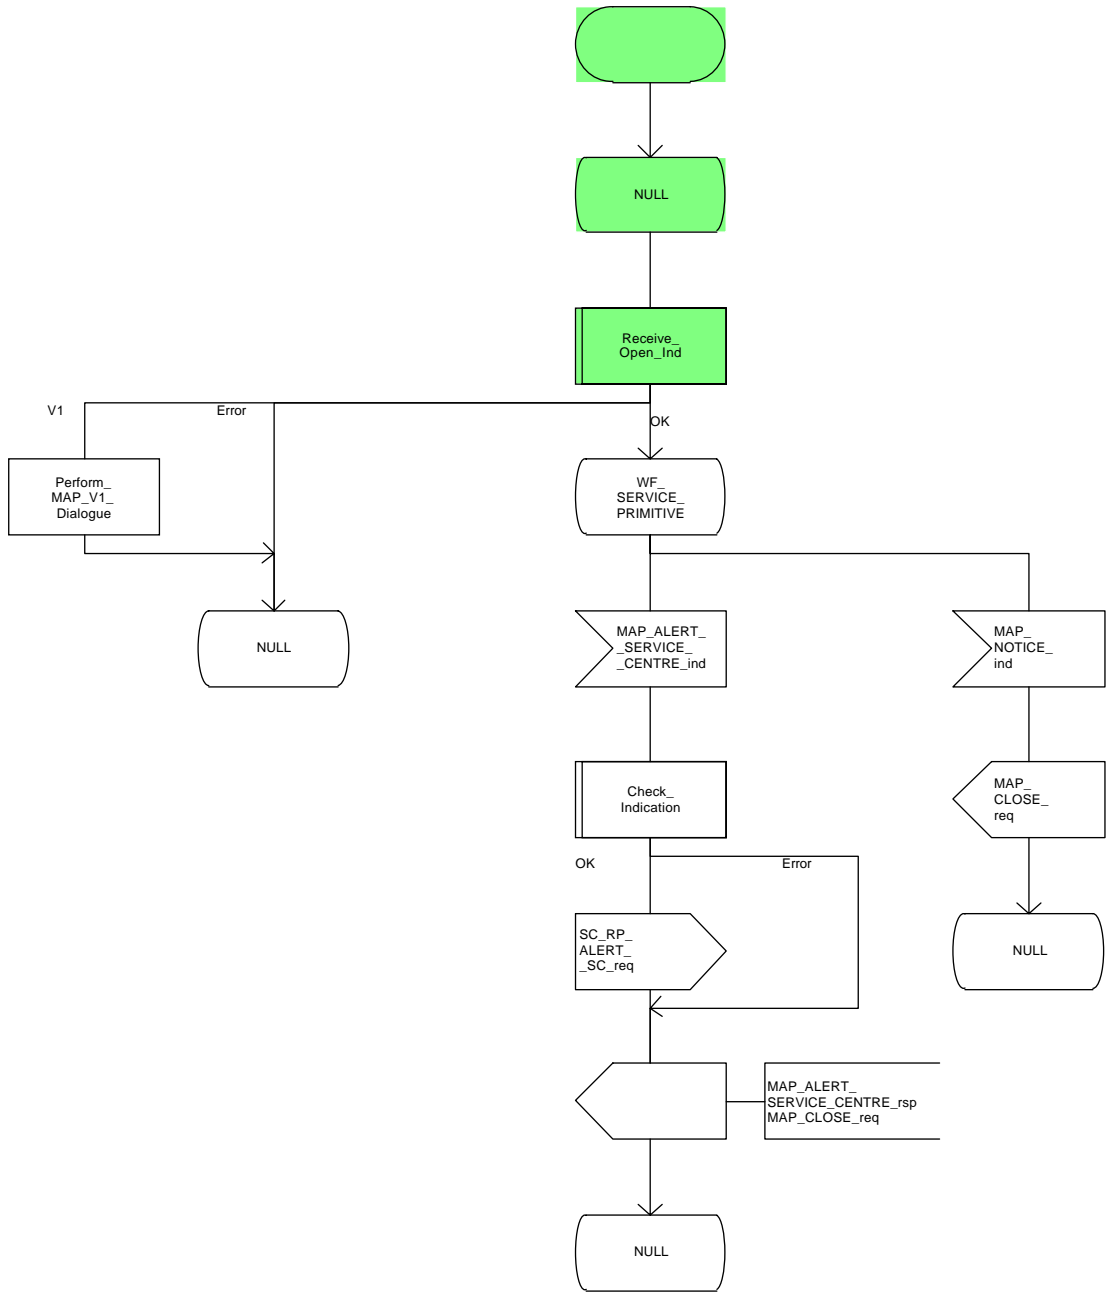 NULL
Receive_
Open_Ind
V1
Error
OK
Perform_
MAP_V1_
Dialogue
WF_
SERVICE_
PRIMITIVE
NULL
MAP_ALERT_
_SERVICE_
_CENTRE_ind
MAP_
NOTICE_
ind
Check_
Indication
MAP_
CLOSE_
req
OK
Error
SC_RP_
ALERT_
_SC_req
NULL
MAP_ALERT_
SERVICE_CENTRE_rsp
MAP_CLOSE_req
NULL